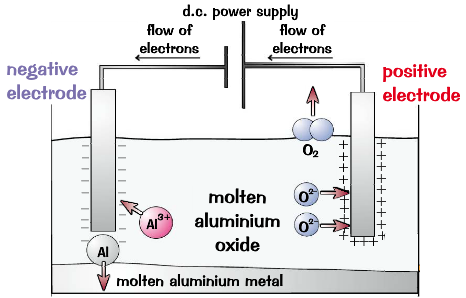 d.c. power supply
flow of
electrons
flow of
electrons
negative
electrode
positive
electrode
O₂
Al³⁺
molten
aluminium
oxide
O²⁻
O²⁻
Al
molten aluminium metal